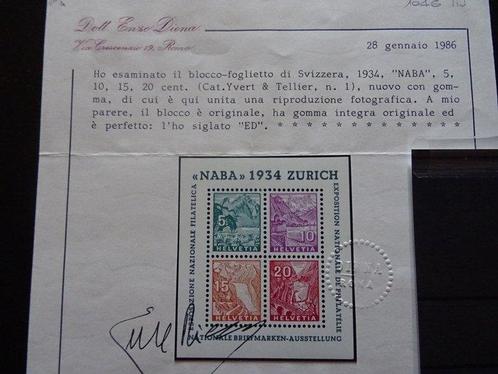 Dott. Enzo Diena
Via Crescenzio 19, Roma
28 gennaio 1986
Ho esaminato il blocco-foglietto di Svizzera, 1934, "NABA", 5,
10, 15, 20 cent. (Cat.Yvert & Tellier, n. 1), nuovo con gom-
ma, di cui è qui unita una riproduzione fotografica. A mio
parere, il blocco è originale, ha gomma integra originale ed
è perfetto: l'ho siglato "ED". * * * * * * * * * * * * *
«NABA» 1934 ZURICH
ESPOSIZIONE NAZIONALE FILATELICA
EXPOSITION NATIONALE DE PHILATELIE
5
HELVETIA
10
HELVETIA
15
HELVETIA
20
HELVETIA
NATIONALE BRIEFMARKEN-AUSSTELLUNG